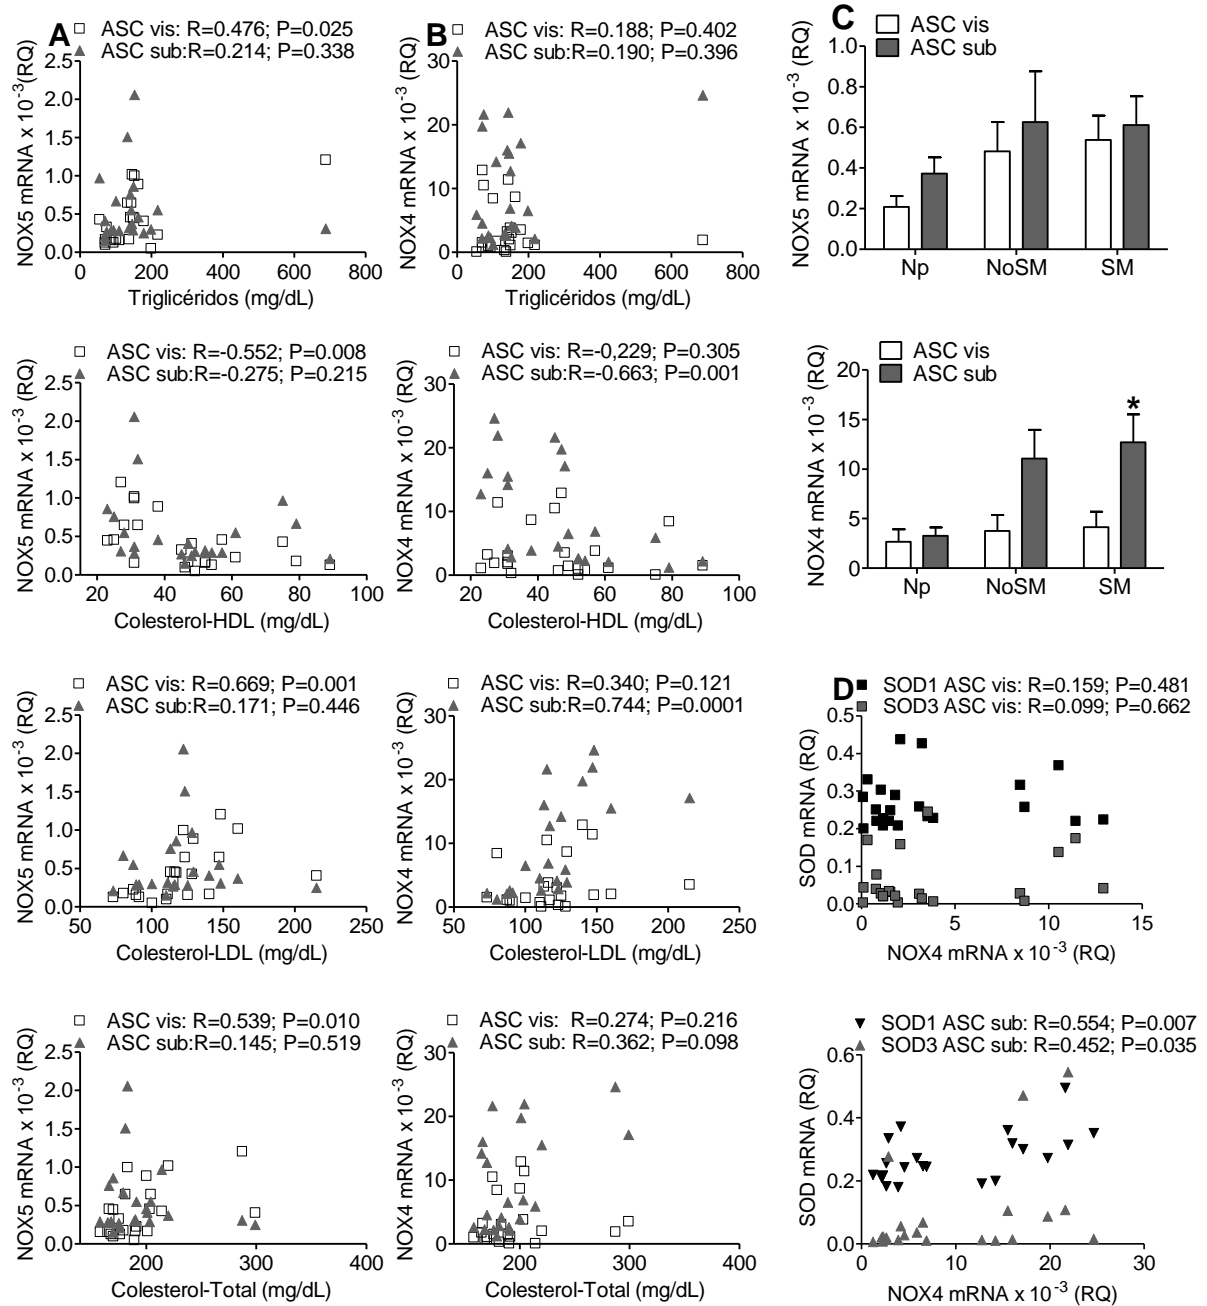 A
ASC vis: R=0.476; P=0.025
ASC sub:R=0.214; P=0.338
NOX5 mRNA x 10-3(RQ)
2.5
2.0
1.5
1.0
0.5
0.0
0 200 400 600 800
Triglicéridos (mg/dL)
B
ASC vis: R=0.188; P=0.402
ASC sub:R=0.190; P=0.396
NOX4 mRNA x 10-3 (RQ)
30
20
10
0
0 200 400 600 800
Triglicéridos (mg/dL)
C
ASC vis
ASC sub
NOX5 mRNA x 10-3 (RQ)
1.0
0.8
0.6
0.4
0.2
0.0
Np NoSM SM
ASC vis: R=-0.552; P=0.008
ASC sub:R=-0.275; P=0.215
NOX5 mRNA x 10-3 (RQ)
2.5
2.0
1.5
1.0
0.5
0.0
20 40 60 80 100
Colesterol-HDL (mg/dL)
ASC vis: R=-0,229; P=0.305
ASC sub:R=-0.663; P=0.001
NOX4 mRNA x 10-3 (RQ)
30
20
10
0
20 40 60 80 100
Colesterol-HDL (mg/dL)
ASC vis
ASC sub
NOX4 mRNA x 10-3 (RQ)
20
15
10
5
0
*
Np NoSM SM
ASC vis: R=0.669; P=0.001
ASC sub:R=0.171; P=0.446
NOX5 mRNA x 10-3 (RQ)
2.5
2.0
1.5
1.0
0.5
0.0
50 100 150 200 250
Colesterol-LDL (mg/dL)
ASC vis: R=0.340; P=0.121
ASC sub:R=0.744; P=0.0001
NOX4 mRNA x 10-3 (RQ)
30
20
10
0
50 100 150 200 250
Colesterol-LDL (mg/dL)
D
SOD1 ASC vis: R=0.159; P=0.481
SOD3 ASC vis: R=0.099; P=0.662
SOD mRNA (RQ)
0.5
0.4
0.3
0.2
0.1
0.0
0 5 10 15
NOX4 mRNA x 10-3 (RQ)
ASC vis: R=0.539; P=0.010
ASC sub:R=0.145; P=0.519
NOX5 mRNA x 10-3 (RQ)
2.5
2.0
1.5
1.0
0.5
0.0
200 300 400
Colesterol-Total (mg/dL)
ASC vis: R=0.274; P=0.216
ASC sub: R=0.362; P=0.098
NOX4 mRNA x 10-3 (RQ)
30
20
10
0
200 300 400
Colesterol-Total (mg/dL)
SOD1 ASC sub: R=0.554; P=0.007
SOD3 ASC sub: R=0.452; P=0.035
SOD mRNA (RQ)
0.6
0.4
0.2
0.0
0 10 20 30
NOX4 mRNA x 10-3 (RQ)